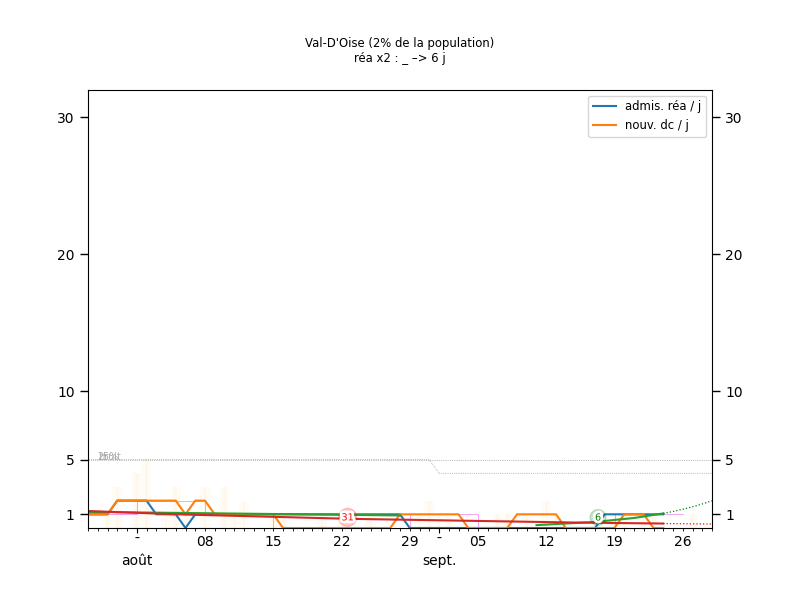 Val-D'Oise (2% de la population)
réa x2 : _ –> 6 j
admis. réa / j
nouv. dc / j
30
30
20
20
10
10
5
5
1
1
31
6
- 08 15 22 29 - 05 12 19 26
août sept.